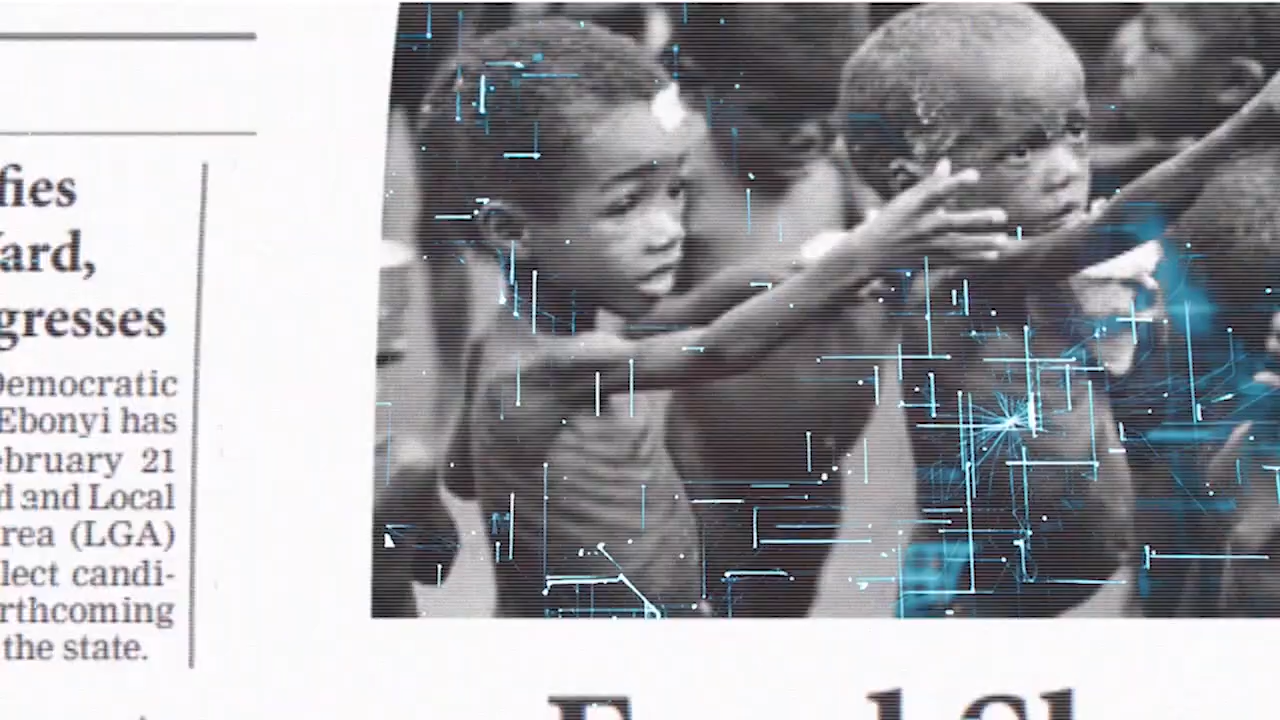 fies
ard,
gresses
Democratic
Ebonyi has
ebruary 21
d and Local
rea (LGA)
lect candi-
rthcoming
the state.